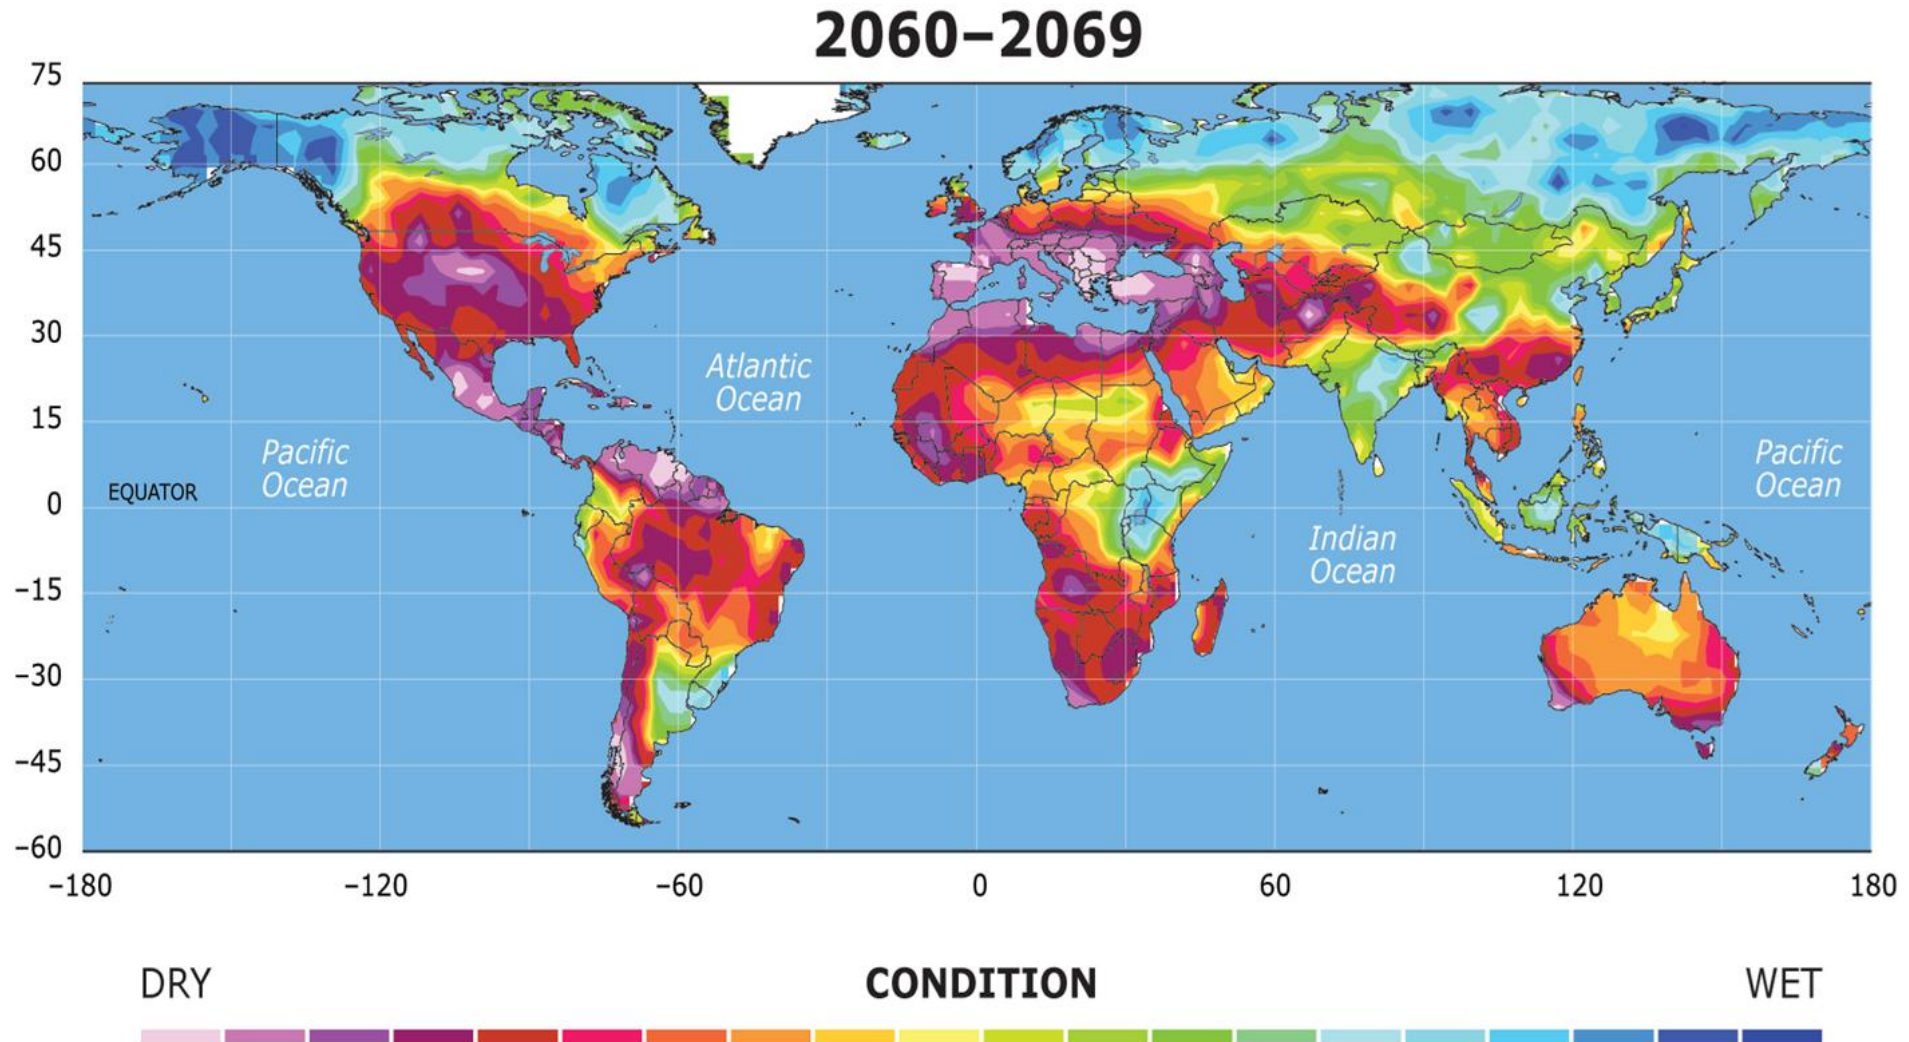 2060–2069
75
60
45
30
15
0
−15
−30
−45
−60
Atlantic
Ocean
Pacific
Ocean
EQUATOR
Pacific
Ocean
Indian
Ocean
−180
−120
−60
0
60
120
180
DRY
CONDITION
WET